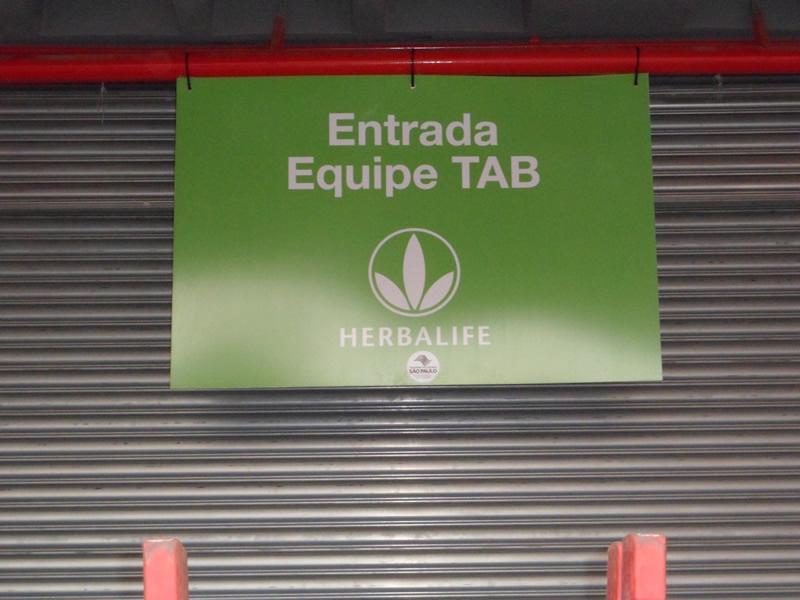 Entrada
Equipe TAB
HERBALIFE
SÃO PAULO